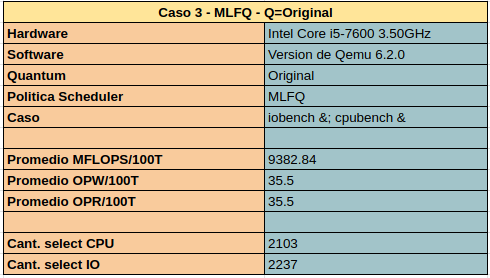 Caso 3 - MLFQ - Q=Original
Hardware Intel Core i5-7600 3.50GHz
Software Version de Qemu 6.2.0
Quantum Original
Politica Scheduler MLFQ
Caso iobench &; cpubench &
Promedio MFLOPS/100T 9382.84
Promedio OPW/100T 35.5
Promedio OPR/100T 35.5
Cant. select CPU 2103
Cant. select IO 2237